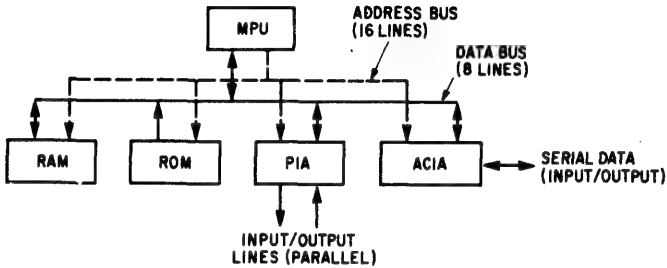 MPU
ADDRESS BUS
(16 LINES)
DATA BUS
(8 LINES)
RAM
ROM
PIA
ACIA
SERIAL DATA
(INPUT/OUTPUT)
INPUT/OUTPUT
LINES (PARALLEL)